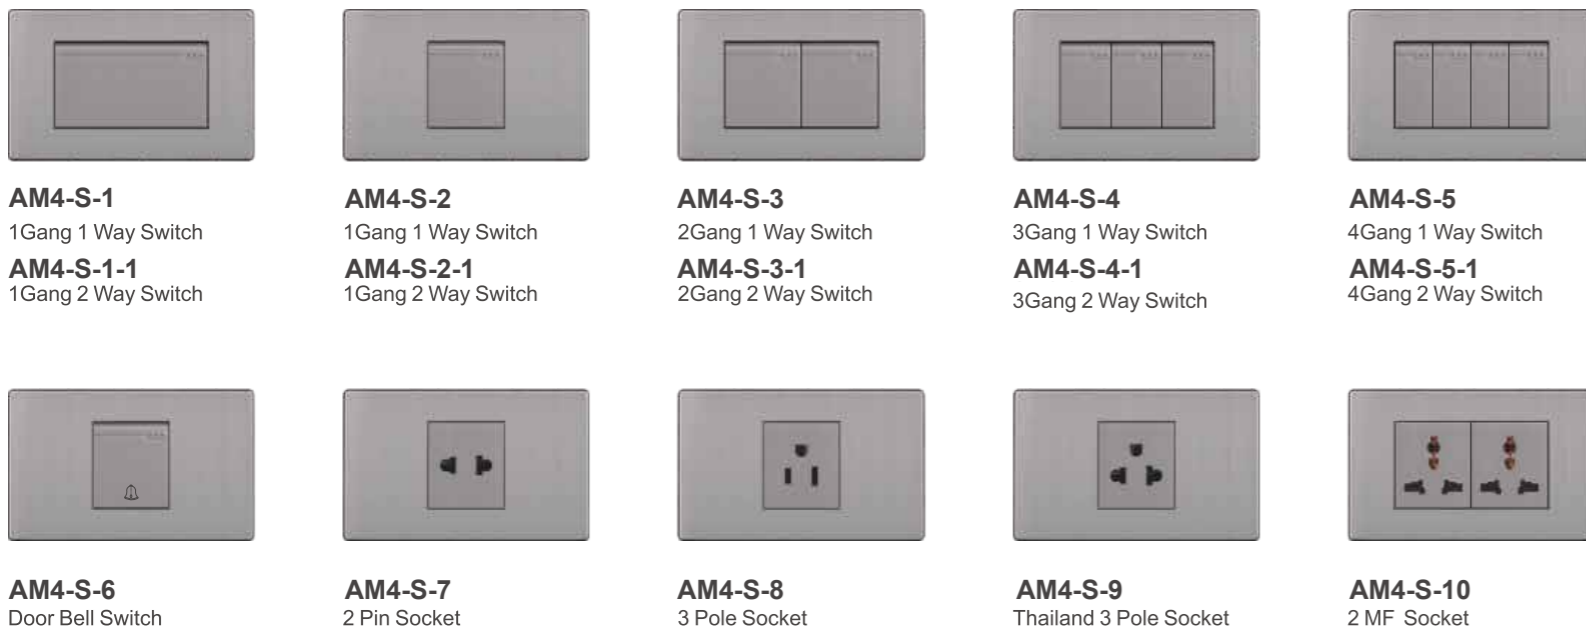 AM4-S-1
1Gang 1 Way Switch
AM4-S-1-1
1Gang 2 Way Switch
AM4-S-2
1Gang 1 Way Switch
AM4-S-2-1
1Gang 2 Way Switch
AM4-S-3
2Gang 1 Way Switch
AM4-S-3-1
2Gang 2 Way Switch
AM4-S-4
3Gang 1 Way Switch
AM4-S-4-1
3Gang 2 Way Switch
AM4-S-5
4Gang 1 Way Switch
AM4-S-5-1
4Gang 2 Way Switch
AM4-S-6
Door Bell Switch
AM4-S-7
2 Pin Socket
AM4-S-8
3 Pole Socket
AM4-S-9
Thailand 3 Pole Socket
AM4-S-10
2 MF Socket